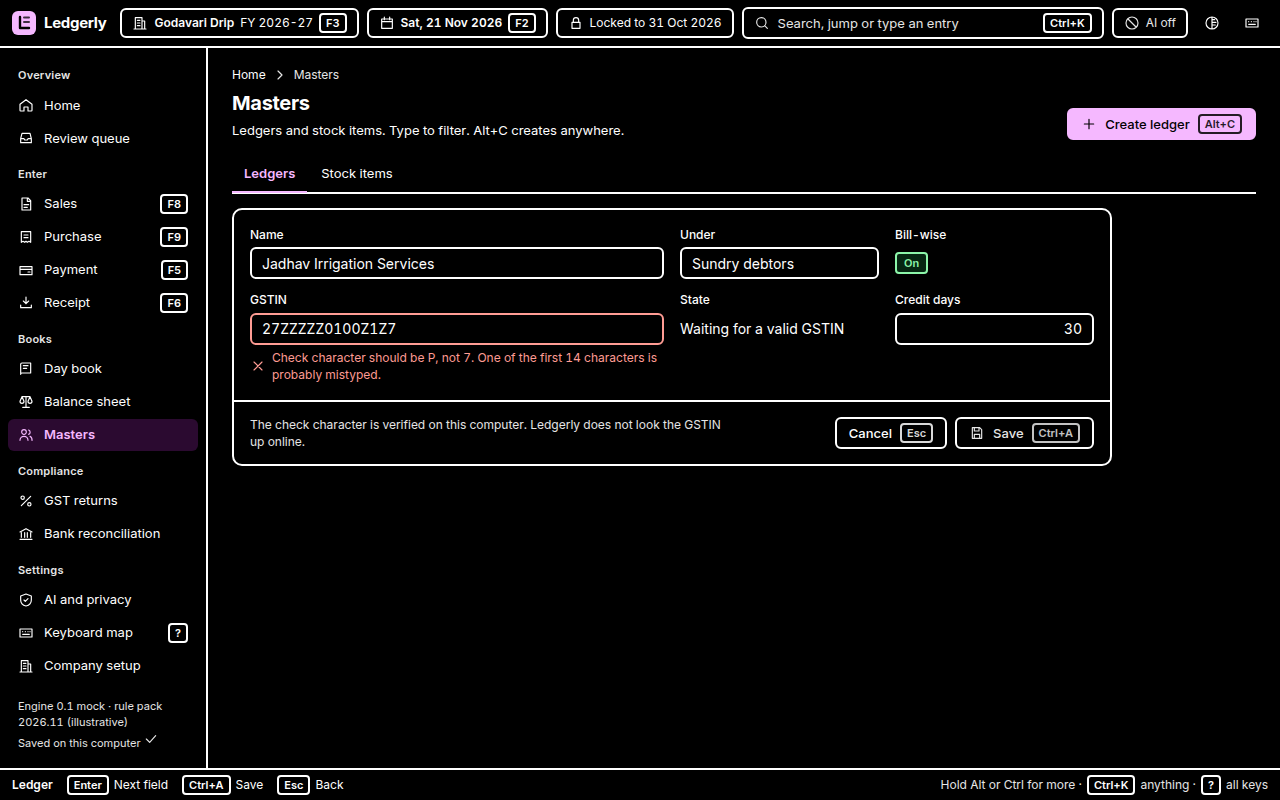 Ledgerly
Godavari Drip FY 2026-27 F3
Sat, 21 Nov 2026 F2
Locked to 31 Oct 2026
Search, jump or type an entry Ctrl+K
AI off
Overview
Home
Review queue
Enter
Sales F8
Purchase F9
Payment F5
Receipt F6
Books
Day book
Balance sheet
Masters
Compliance
GST returns
Bank reconciliation
Settings
AI and privacy
Keyboard map ?
Company setup
Engine 0.1 mock · rule pack
2026.11 (illustrative)
Saved on this computer
Home Masters
Masters
Ledgers and stock items. Type to filter. Alt+C creates anywhere.
Create ledger Alt+C
Ledgers Stock items
Name Under Bill-wise
Jadhav Irrigation Services Sundry debtors On
GSTIN State Credit days
27ZZZZZ0100Z1Z7 Waiting for a valid GSTIN 30
Check character should be P, not 7. One of the first 14 characters is
probably mistyped.
The check character is verified on this computer. Ledgerly does not look the GSTIN
up online.
Cancel Esc Save Ctrl+A
Ledger Enter Next field Ctrl+A Save Esc Back
Hold Alt or Ctrl for more · Ctrl+K anything · ? all keys